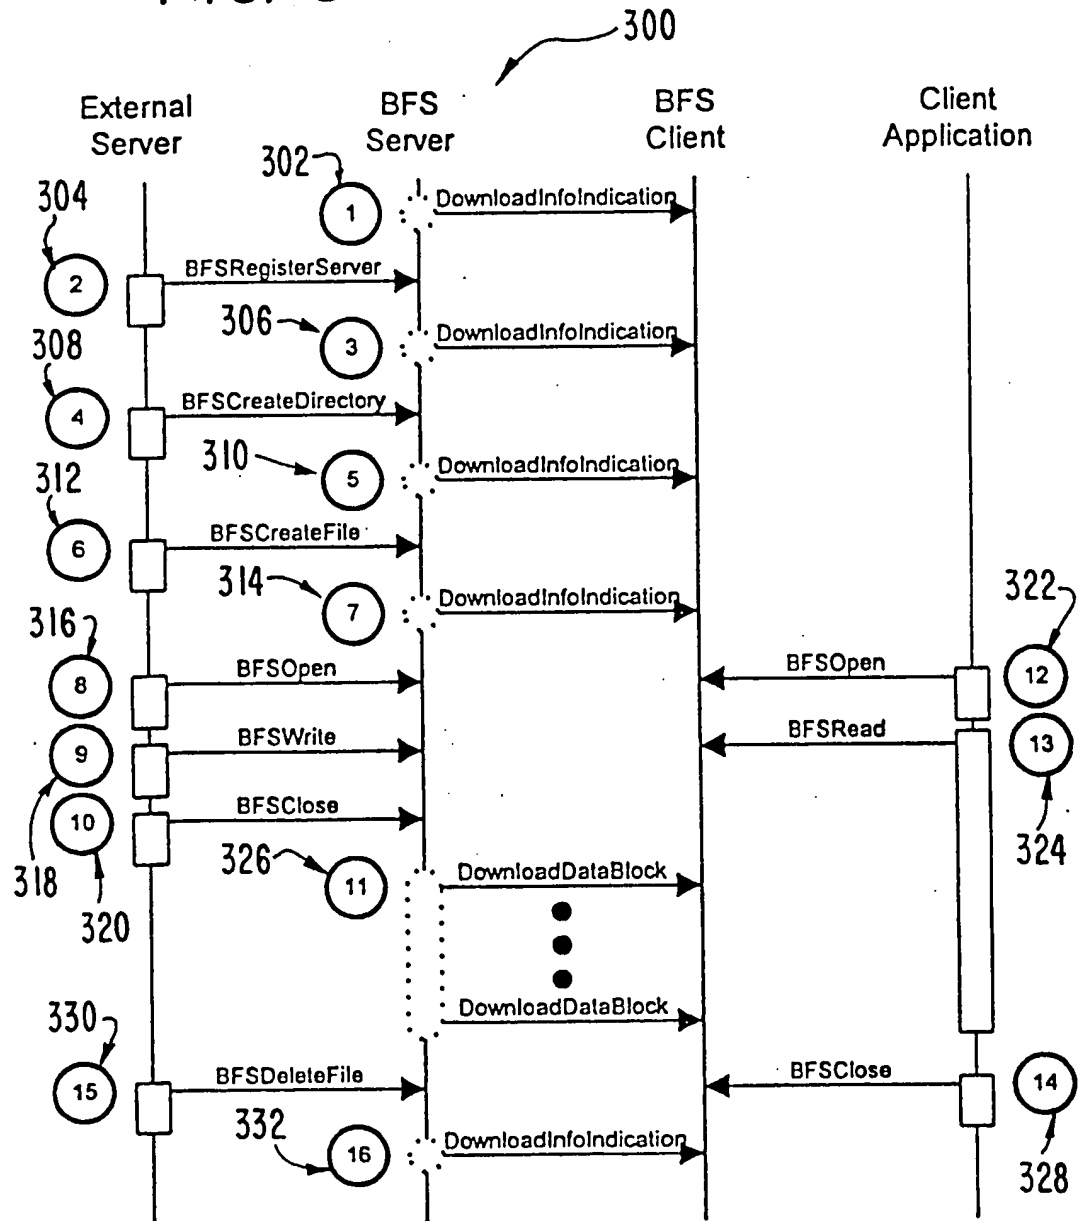 300
External Server
BFS Server
BFS Client
Client Application
302
1
DownloadInfoIndication
304
2
BFSRegisterServer
306
3
DownloadInfoIndication
308
4
BFSCreateDirectory
310
5
DownloadInfoIndication
312
6
BFSCreateFile
314
7
DownloadInfoIndication
322
316
8
BFSOpen
BFSOpen
12
9
BFSWrite
BFSRead
13
318
10
BFSClose
324
320
326
11
DownloadDataBlock
DownloadDataBlock
330
15
BFSDeleteFile
BFSClose
14
332
16
DownloadInfoIndication
328